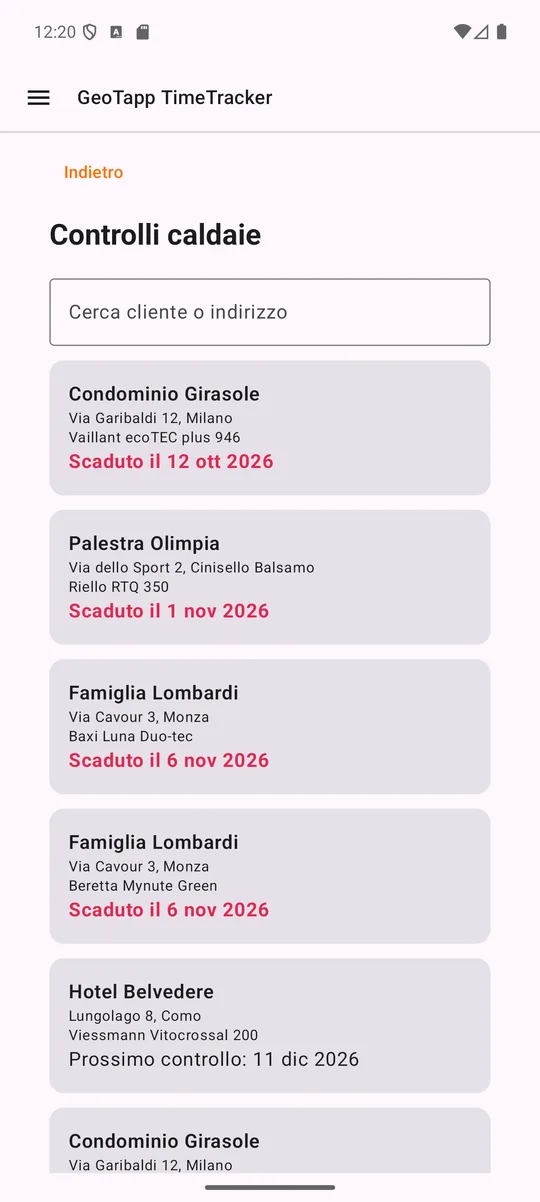 12:20
GeoTapp TimeTracker
Indietro
Controlli caldaie
Cerca cliente o indirizzo
Condominio Girasole
Via Garibaldi 12, Milano
Vaillant ecoTEC plus 946
Scaduto il 12 ott 2026
Palestra Olimpia
Via dello Sport 2, Cinisello Balsamo
Riello RTQ 350
Scaduto il 1 nov 2026
Famiglia Lombardi
Via Cavour 3, Monza
Baxi Luna Duo-tec
Scaduto il 6 nov 2026
Famiglia Lombardi
Via Cavour 3, Monza
Beretta Mynute Green
Scaduto il 6 nov 2026
Hotel Belvedere
Lungolago 8, Como
Viessmann Vitocrossal 200
Prossimo controllo: 11 dic 2026
Condominio Girasole
Via Garibaldi 12, Milano